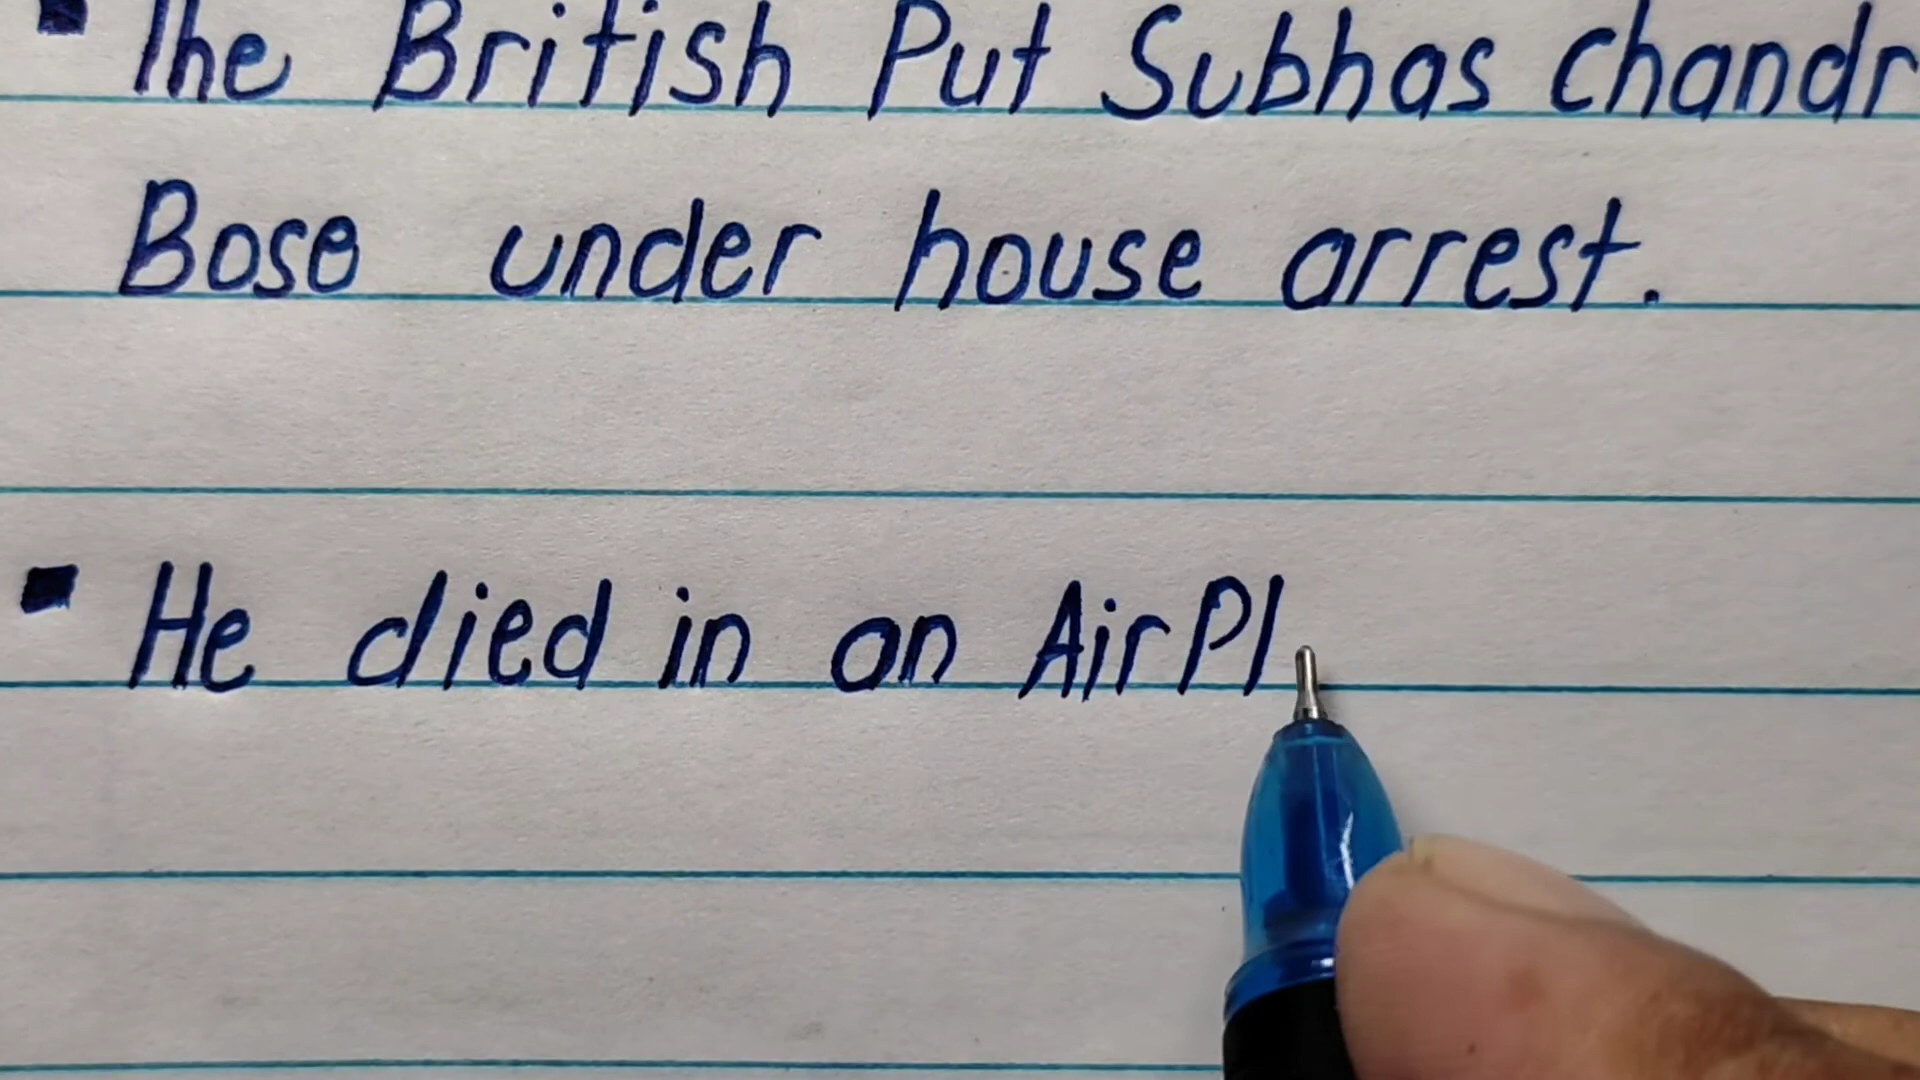 ▪ The British Put Subhas Chandr
Bose under house arrest.
▪ He died in an AirPl